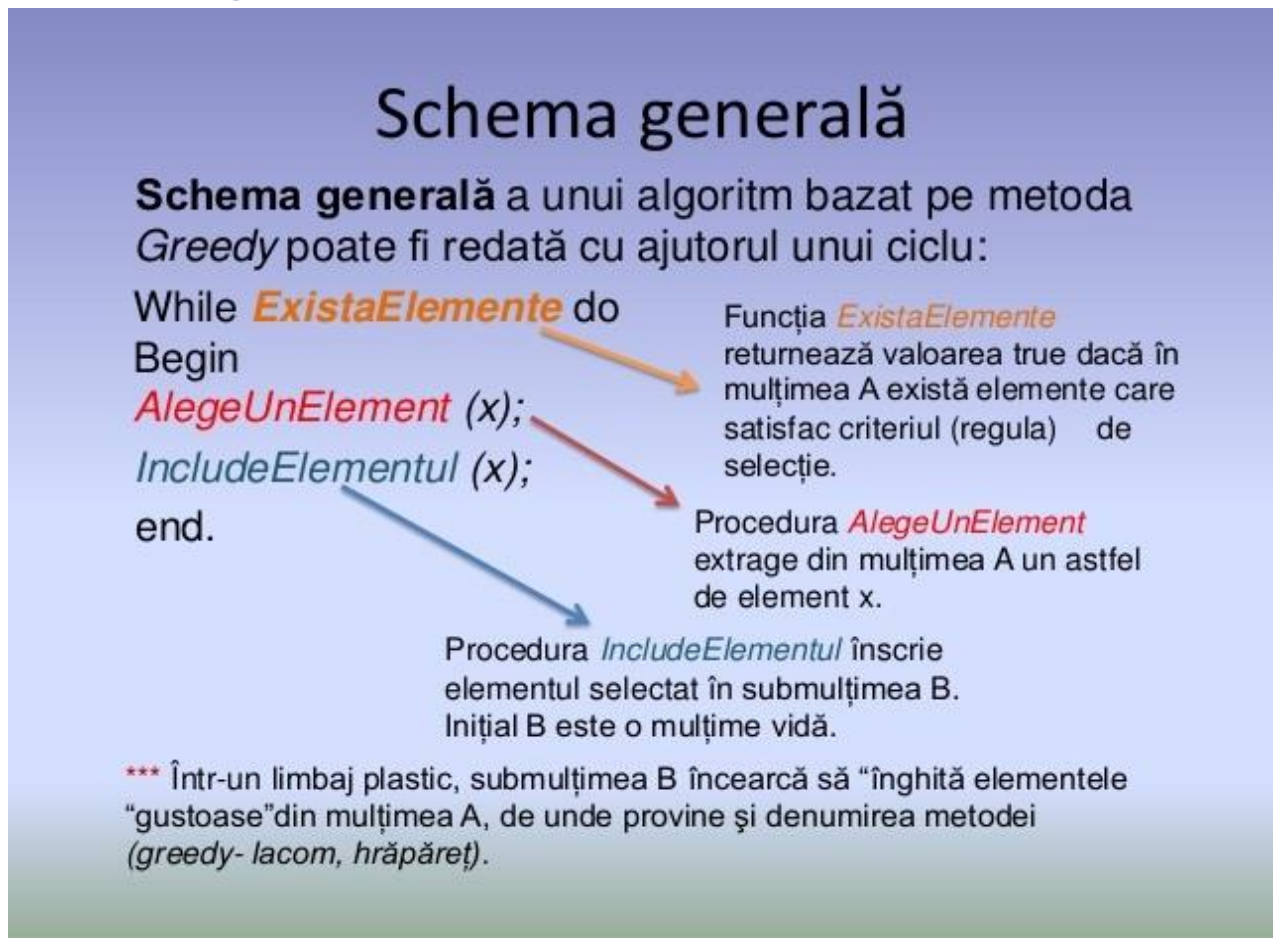 Schema generală
Schema generală a unui algoritm bazat pe metoda
Greedy poate fi redată cu ajutorul unui ciclu:
While ExistaElemente do
Begin
AlegeUnElement (x);
IncludeElementul (x);
end.
Funcția ExistaElemente
returnează valoarea true dacă în
mulțimea A există elemente care
satisfac criteriul (regula) de
selecție.
Procedura AlegeUnElement
extrage din mulțimea A un astfel
de element x.
Procedura IncludeElementul înscrie
elementul selectat în submulțimea B.
Inițial B este o mulțime vidă.
*** Într-un limbaj plastic, submulțimea B încearcă să “înghită elementele
“gustoase”din mulțimea A, de unde provine şi denumirea metodei
(greedy- lacom, hrăpăreț).